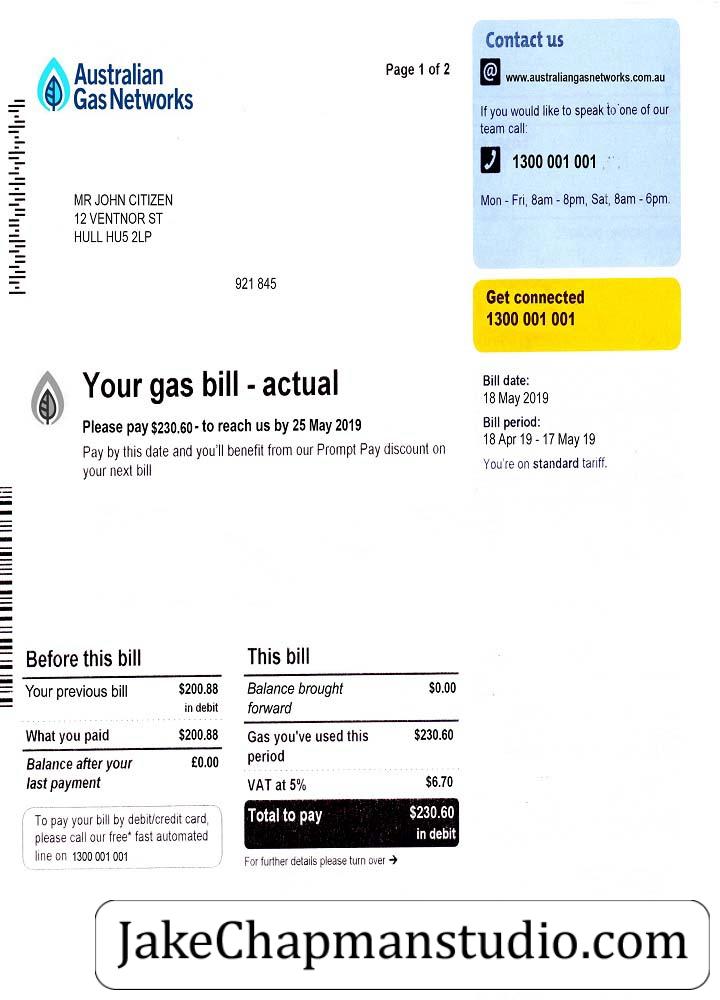 Australian
Gas Networks
Page 1 of 2
Contact us
@ www.australiangasnetworks.com.au
If you would like to speak to one of our
team call:
1300 001 001
Mon - Fri, 8am - 8pm, Sat, 8am - 6pm.
MR JOHN CITIZEN
12 VENTNOR ST
HULL HU5 2LP
921 845
Get connected
1300 001 001
Your gas bill - actual
Please pay $230.60- to reach us by 25 May 2019
Pay by this date and you'll benefit from our Prompt Pay discount on
your next bill
Bill date:
18 May 2019
Bill period:
18 Apr 19 - 17 May 19
You're on standard tariff.
Before this bill
Your previous bill $200.88
in debit
What you paid $200.88
Balance after your £0.00
last payment
To pay your bill by debit/credit card,
please call our free* fast automated
line on 1300 001 001
This bill
Balance brought $0.00
forward
Gas you've used this $230.60
period
VAT at 5% $6.70
Total to pay $230.60
in debit
For further details please turn over →
JakeChapmanstudio.com